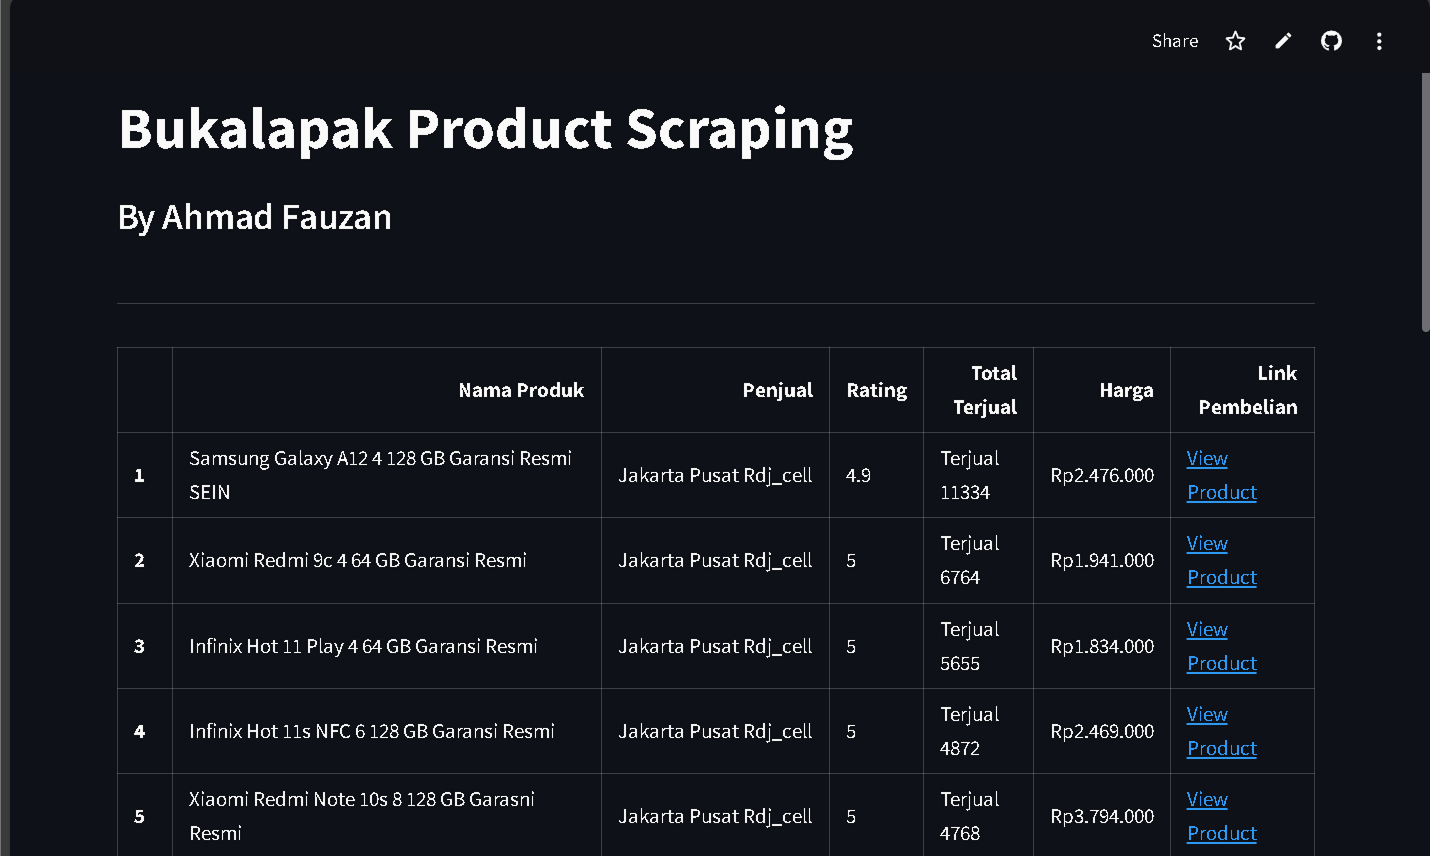 Share
Bukalapak Product Scraping
By Ahmad Fauzan
Nama Produk Penjual Rating Total Terjual Harga Link Pembelian
1 Samsung Galaxy A12 4 128 GB Garansi Resmi SEIN Jakarta Pusat Rdj_cell 4.9 Terjual 11334 Rp2.476.000 View Product
2 Xiaomi Redmi 9c 4 64 GB Garansi Resmi Jakarta Pusat Rdj_cell 5 Terjual 6764 Rp1.941.000 View Product
3 Infinix Hot 11 Play 4 64 GB Garansi Resmi Jakarta Pusat Rdj_cell 5 Terjual 5655 Rp1.834.000 View Product
4 Infinix Hot 11s NFC 6 128 GB Garansi Resmi Jakarta Pusat Rdj_cell 5 Terjual 4872 Rp2.469.000 View Product
5 Xiaomi Redmi Note 10s 8 128 GB Garasni Resmi Jakarta Pusat Rdj_cell 5 Terjual 4768 Rp3.794.000 View Product